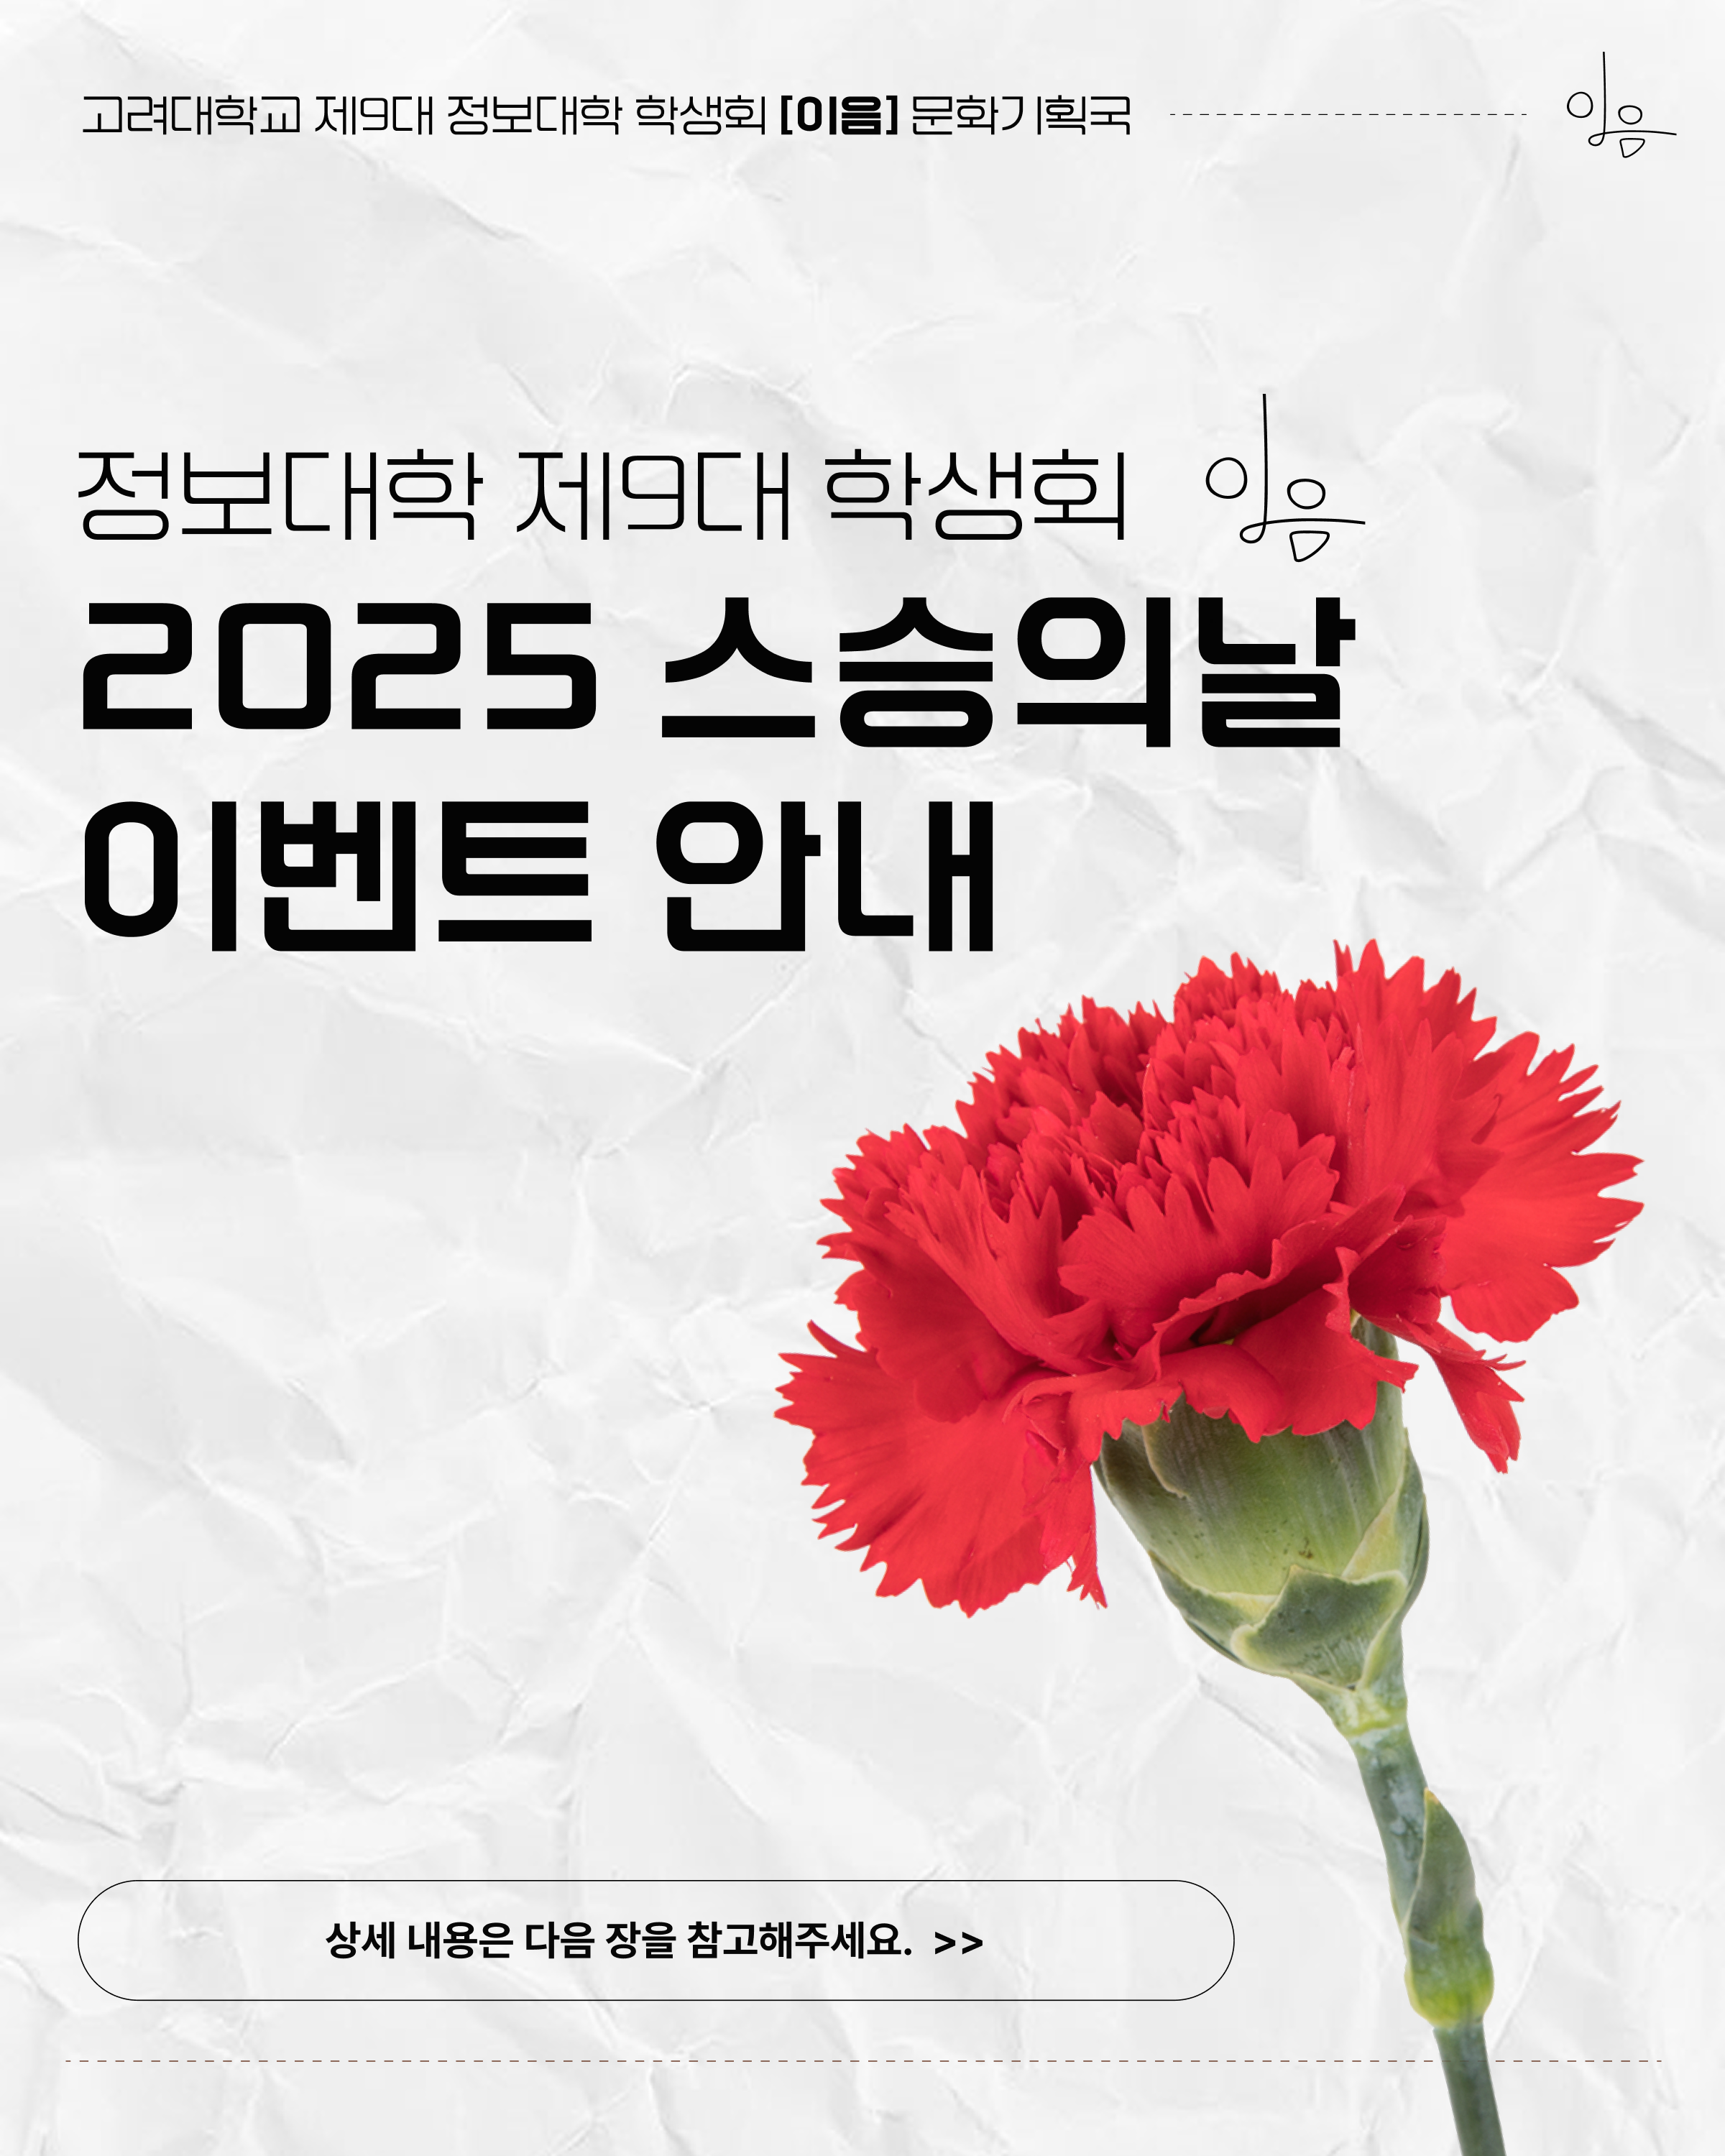 고려대학교 제9대 정보대학 학생회 [이음] 문화기획국
이음
정보대학 제9대 학생회 이음
2025 스승의날
이벤트 안내
상세 내용은 다음 장을 참고해주세요. >>